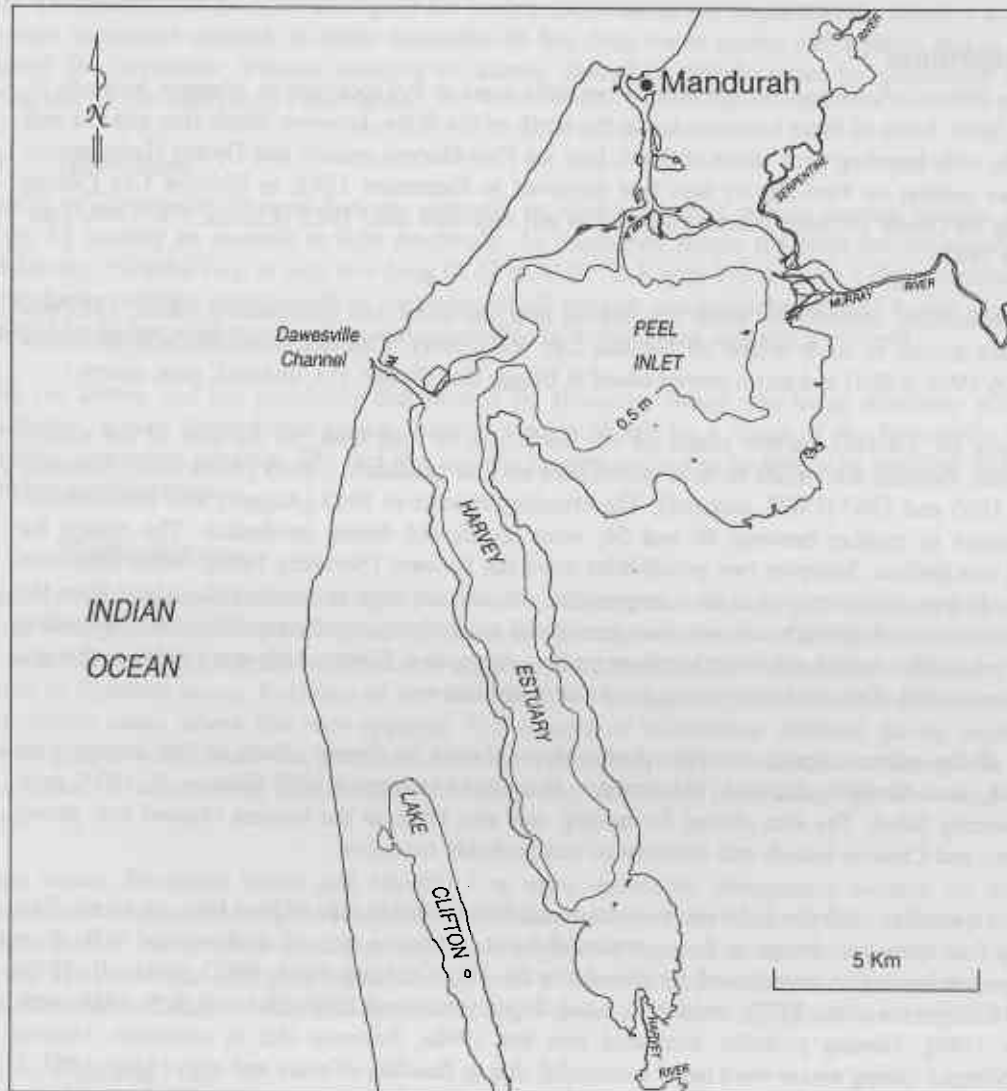 RIVER
N
Mandurah
SERPENTINE
MURRAY
RIVER
PEEL
INLET
Dawesville
Channel
0.5 m
HARVEY
INDIAN
OCEAN
ESTUARY
LAKE
CLIFTON
5 Km
HARVEY
RIVER